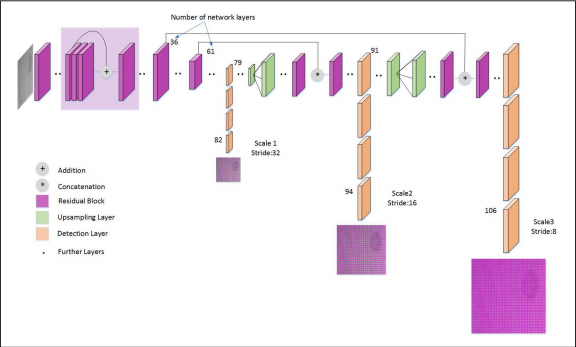 Number of network layers
36
61
79
91
+
*
*
82
Scale 1
Stride:32
+
Addition
*
Concatenation
Residual Block
Upsampling Layer
Detection Layer
Further Layers
94
Scale2
Stride:16
106
Scale3
Stride:8